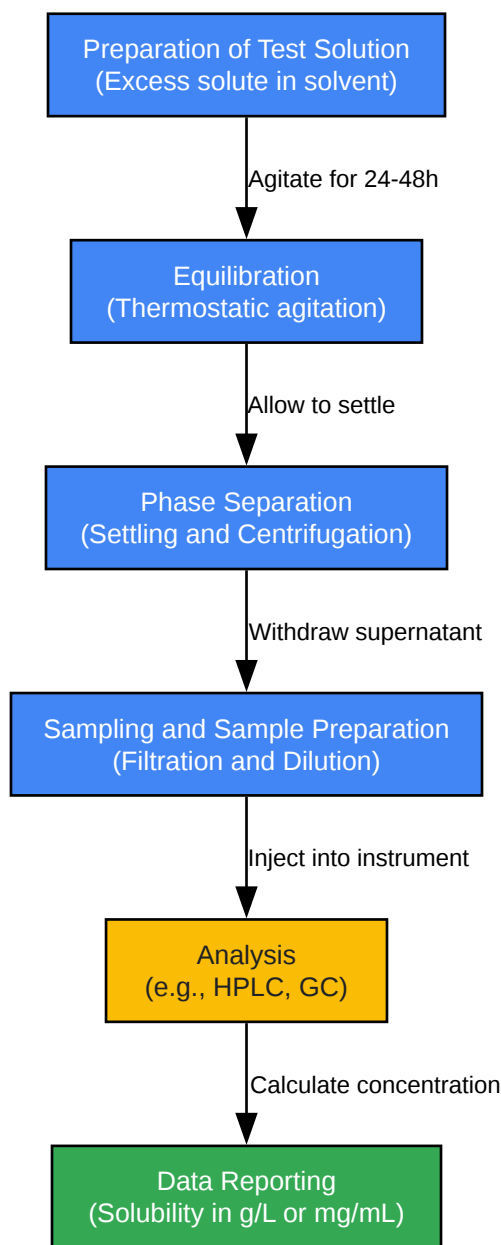 Preparation of Test Solution
(Excess solute in solvent)
Agitate for 24-48h
Equilibration
(Thermostatic agitation)
Allow to settle
Phase Separation
(Settling and Centrifugation)
Withdraw supernatant
Sampling and Sample Preparation
(Filtration and Dilution)
Inject into instrument
Analysis
(e.g., HPLC, GC)
Calculate concentration
Data Reporting
(Solubility in g/L or mg/mL)